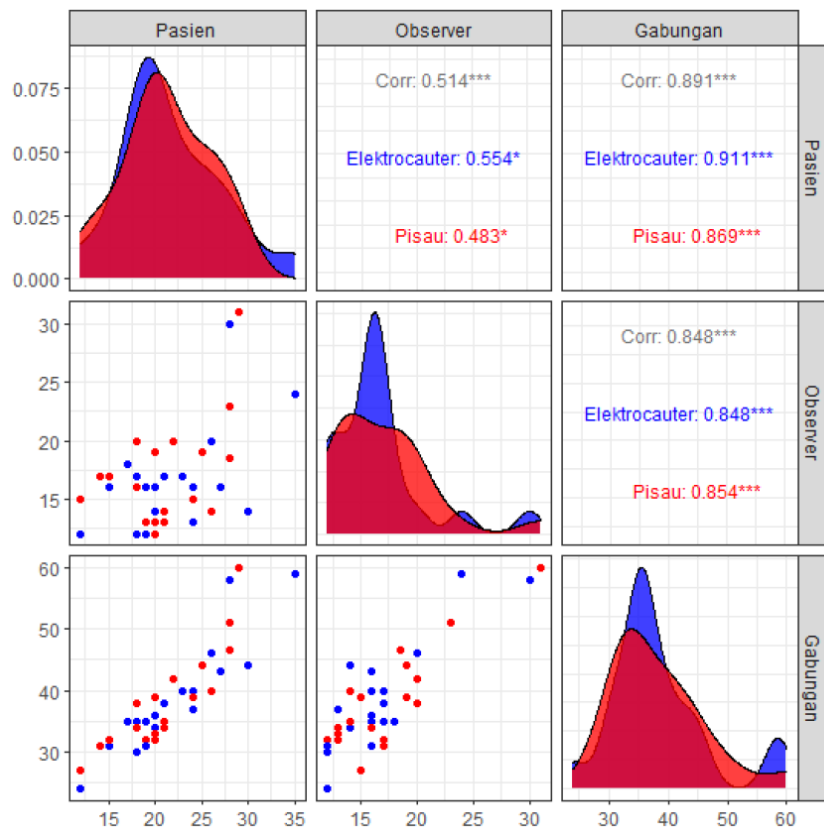 Pasien Observer Gabungan
0.075
0.050
0.025
0.000
Corr: 0.514***
Elektrocauter: 0.554*
Pisau: 0.483*
Corr: 0.891***
Elektrocauter: 0.911***
Pisau: 0.869***
Pasien
30
25
20
15
Corr: 0.848***
Elektrocauter: 0.848***
Pisau: 0.854***
Observer
60
50
40
30
Gabungan
15 20 25 30 35 15 20 25 30 30 40 50 60